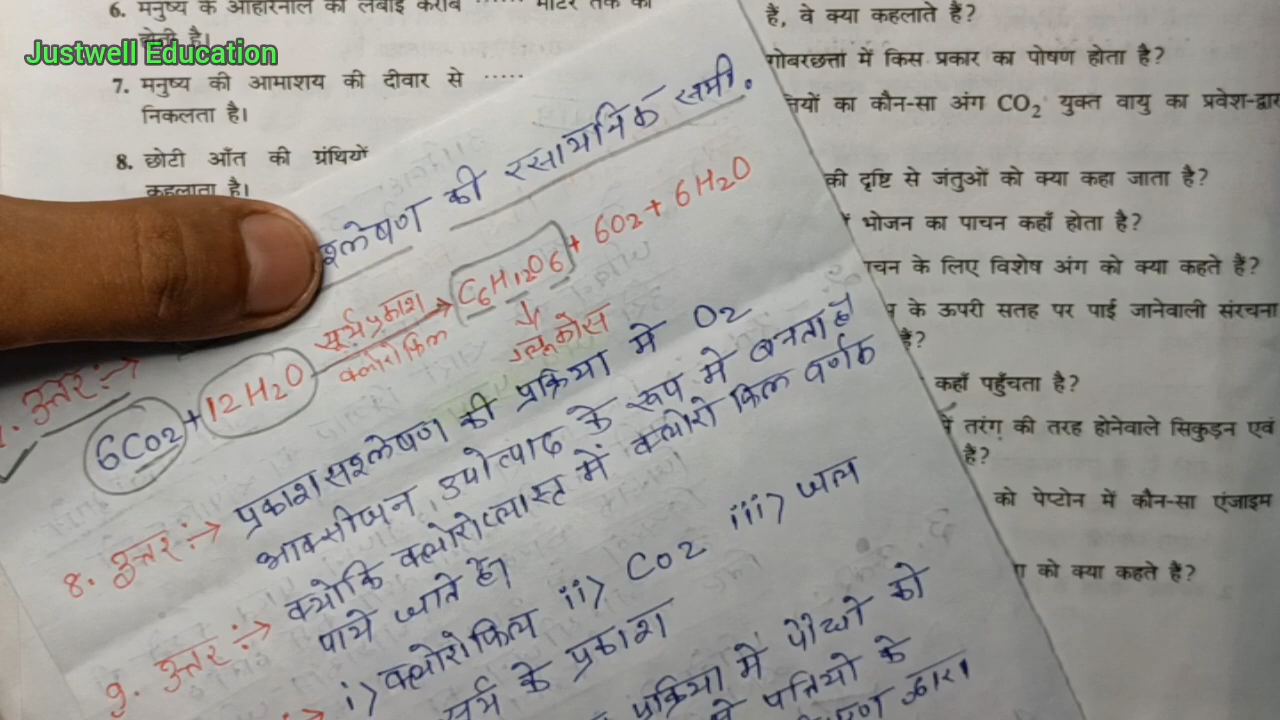 6. मनुष्य के आहारनाल की लंबाई करीब ...... मीटर तक की
होती है।
Justwell Education
7. मनुष्य की आमाशय की दीवार से .....
निकलता है।
8. छोटी आँत की ग्रंथियों
कहलाता है।
श्लेषण की रसायनिक समी.
उत्तर :→
6CO2 + 12H2O सूर्य प्रकाश क्लोरोफिल → C6H12O6 + 6O2 + 6H2O
ग्लूकोस
8. उत्तर :→ प्रकाश सश्लेषण की प्रक्रिया में O2
आक्सीजन, उपोत्पाद के रूप में बनता है
9. उत्तर :→ क्योकि क्लोरोप्लास्ट में क्लोरो फिल वर्णक
पाये जाते है।
i) क्लोरोफिल ii) CO2 iii) जल
सूर्य के प्रकाश
प्रक्रिया में पौधो को
पत्तियो के
द्वारा
हैं, वे क्या कहलाते हैं?
गोबरछत्ता में किस प्रकार का पोषण होता है?
का कौन-सा अंग CO2 युक्त वायु का प्रवेश-द्वार
की दृष्टि से जंतुओं को क्या कहा जाता है?
भोजन का पाचन कहाँ होता है?
पाचन के लिए विशेष अंग को क्या कहते हैं?
के ऊपरी सतह पर पाई जानेवाली संरचना
हैं?
कहाँ पहुँचता है?
में तरंग की तरह होनेवाले सिकुड़न एवं
हैं?
को पेप्टोन में कौन-सा एंजाइम
को क्या कहते हैं?